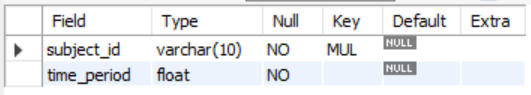 Field Type Null Key Default Extra
subject_id varchar(10) NO MUL NULL
time_period float NO NULL